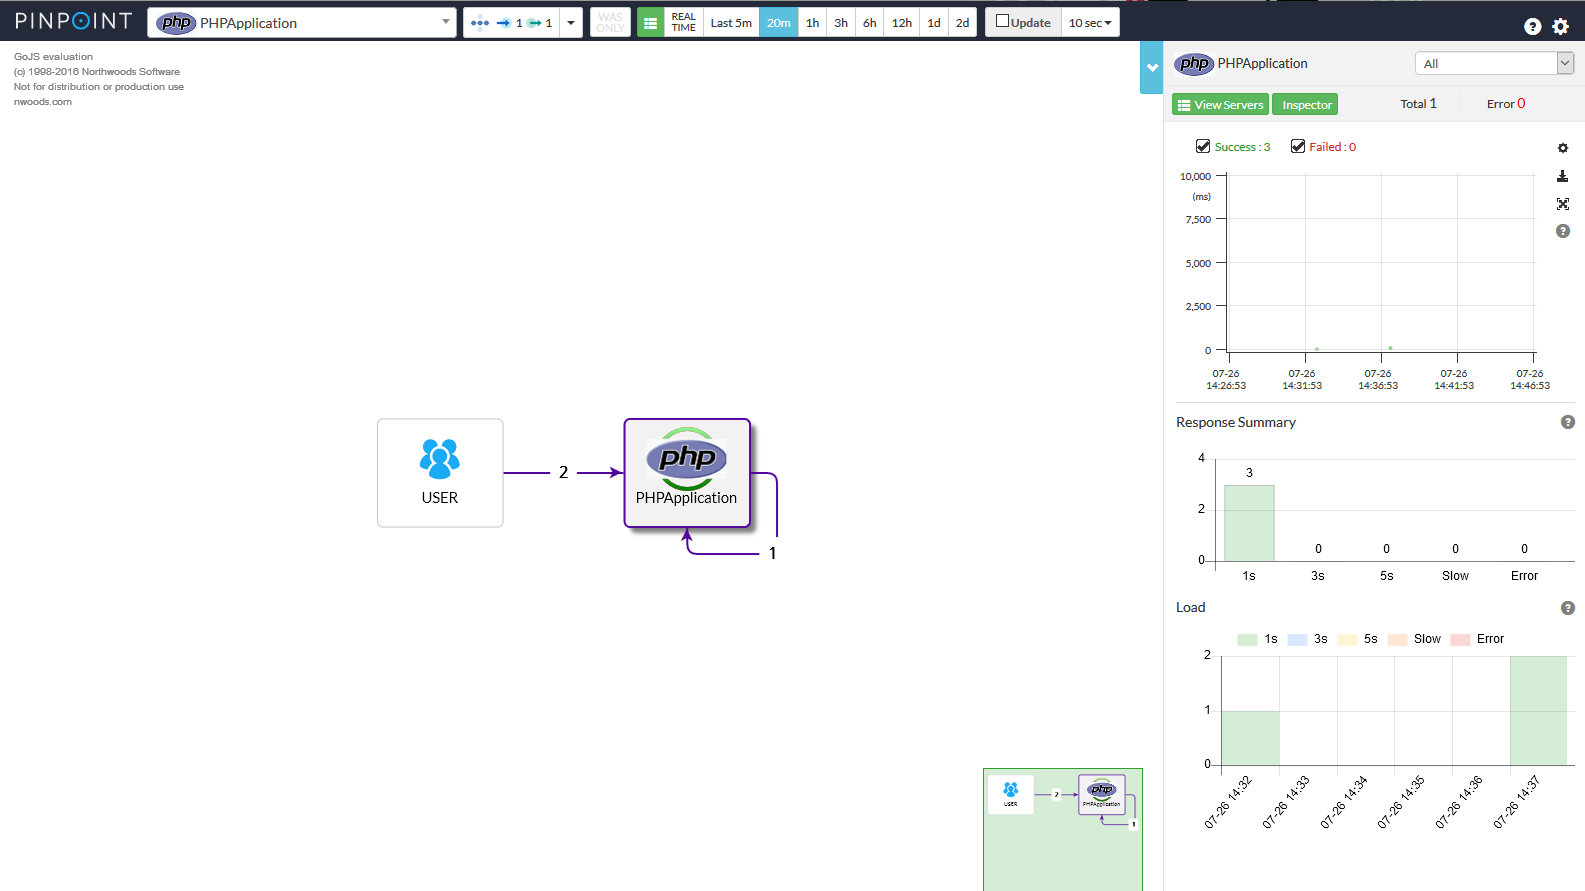 PINPOINT
php PHPApplication
1 1
WAS ONLY
REAL TIME
Last 5m 20m 1h 3h 6h 12h 1d 2d
Update 10 sec
GoJS evaluation
(c) 1998-2016 Northwoods Software
Not for distribution or production use
nwoods.com
USER
2
php
PHPApplication
1
USER
2
php
PHPApplication
1
php PHPApplication
All
View Servers Inspector Total 1 Error 0
Success : 3 Failed : 0
10,000
(ms)
7,500
5,000
2,500
0
07-26 07-26 07-26 07-26 07-26
14:26:53 14:31:53 14:36:53 14:41:53 14:46:53
Response Summary
4
3
2
0 0 0 0
0
1s 3s 5s Slow Error
Load
1s 3s 5s Slow Error
2
1
0
07-26 14:32 07-26 14:33 07-26 14:34 07-26 14:35 07-26 14:36 07-26 14:37